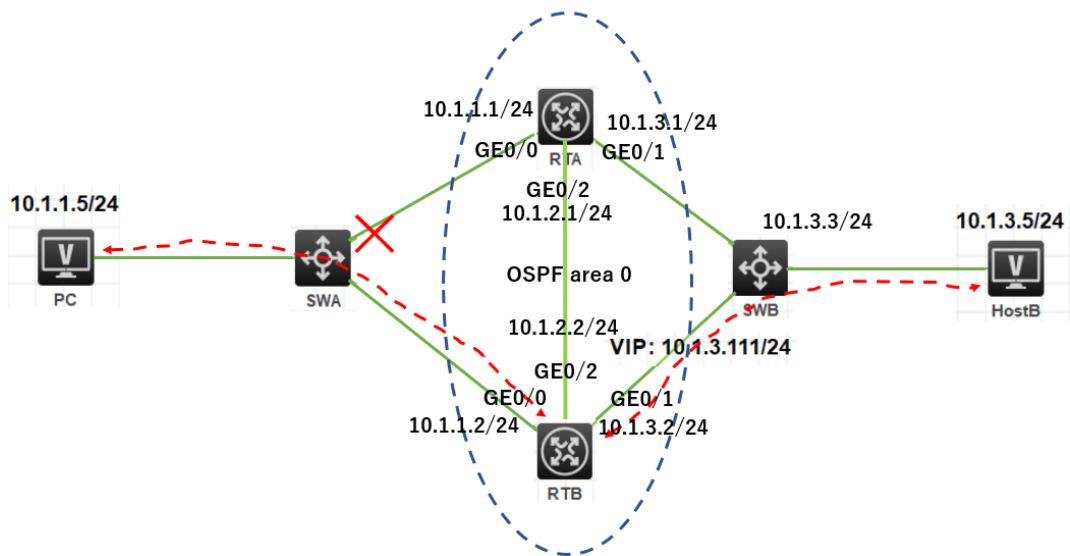 10.1.1.1/24
10.1.3.1/24
GE0/0
RTA
GE0/1
GE0/2
10.1.2.1/24
10.1.1.5/24
V
PC
SWA
10.1.3.3/24
10.1.3.5/24
V
HostB
SWB
OSPF area 0
10.1.2.2/24
VIP: 10.1.3.111/24
GE0/2
GE0/0
GE0/1
10.1.1.2/24
10.1.3.2/24
RTB